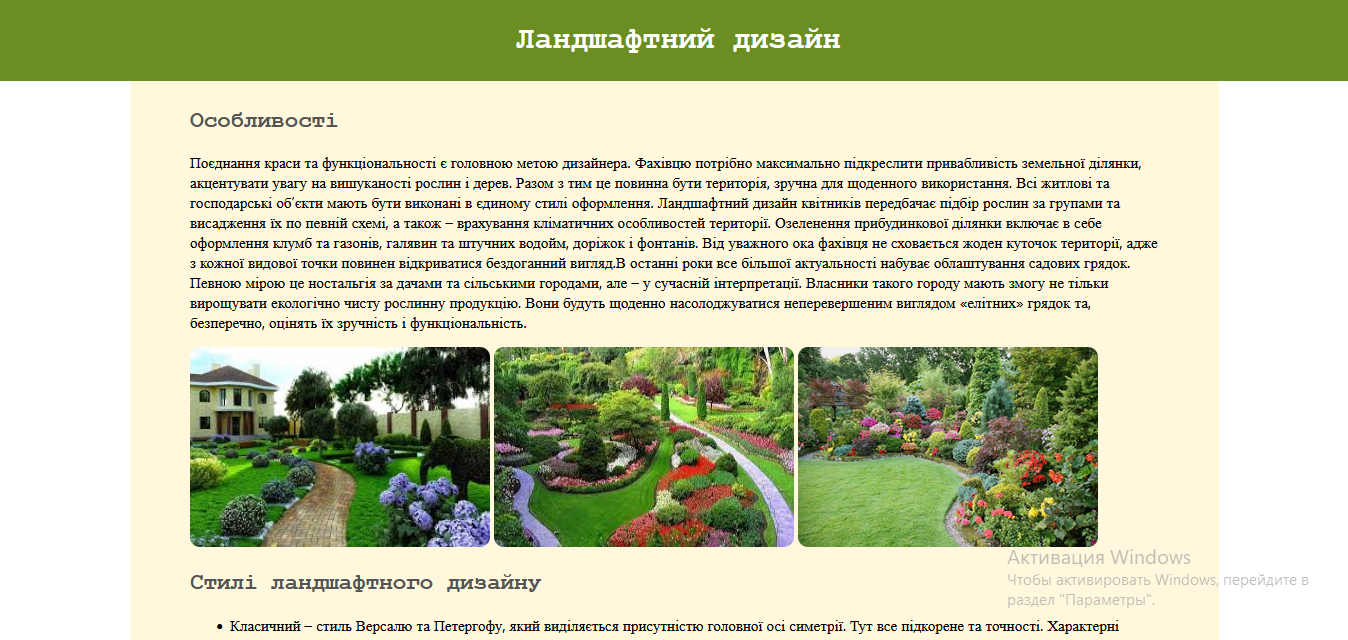 Ландшафтний дизайн
Особливості
Поєднання краси та функціональності є головною метою дизайнера. Фахівцю потрібно максимально підкреслити привабливість земельної ділянки,
акцентувати увагу на вишуканості рослин і дерев. Разом з тим це повинна бути територія, зручна для щоденного використання. Всі житлові та
господарські об’єкти мають бути виконані в єдиному стилі оформлення. Ландшафтний дизайн квітників передбачає підбір рослин за групами та
висадження їх по певній схемі, а також – врахування кліматичних особливостей території. Озеленення прибудинкової ділянки включає в себе
оформлення клумб та газонів, галявин та штучних водойм, доріжок і фонтанів. Від уважного ока фахівця не сховається жоден куточок території, адже
з кожної видової точки повинен відкриватися бездоганний вигляд.В останні роки все більшої актуальності набуває облаштування садових грядок.
Певною мірою це ностальгія за дачами та сільськими городами, але – у сучасній інтерпретації. Власники такого городу мають змогу не тільки
вирощувати екологічно чисту рослинну продукцію. Вони будуть щоденно насолоджуватися неперевершеним виглядом «елітних» грядок та,
безперечно, оцінять їх зручність і функціональність.
Стилі ландшафтного дизайну
• Класичний – стиль Версалю та Петергофу, який виділяється присутністю головної осі симетрії. Тут все підкорене та точності. Характерні
Активация Windows
Чтобы активировать Windows, перейдите в
раздел "Параметры".